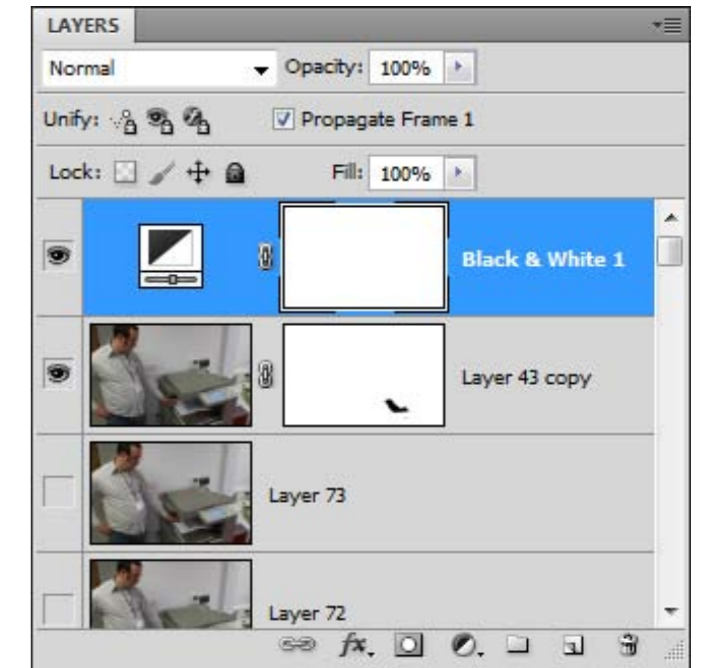 LAYERS
Normal Opacity: 100%
Unify: Propagate Frame 1
Lock: Fill: 100%
Black & White 1
Layer 43 copy
Layer 73
Layer 72
fx.